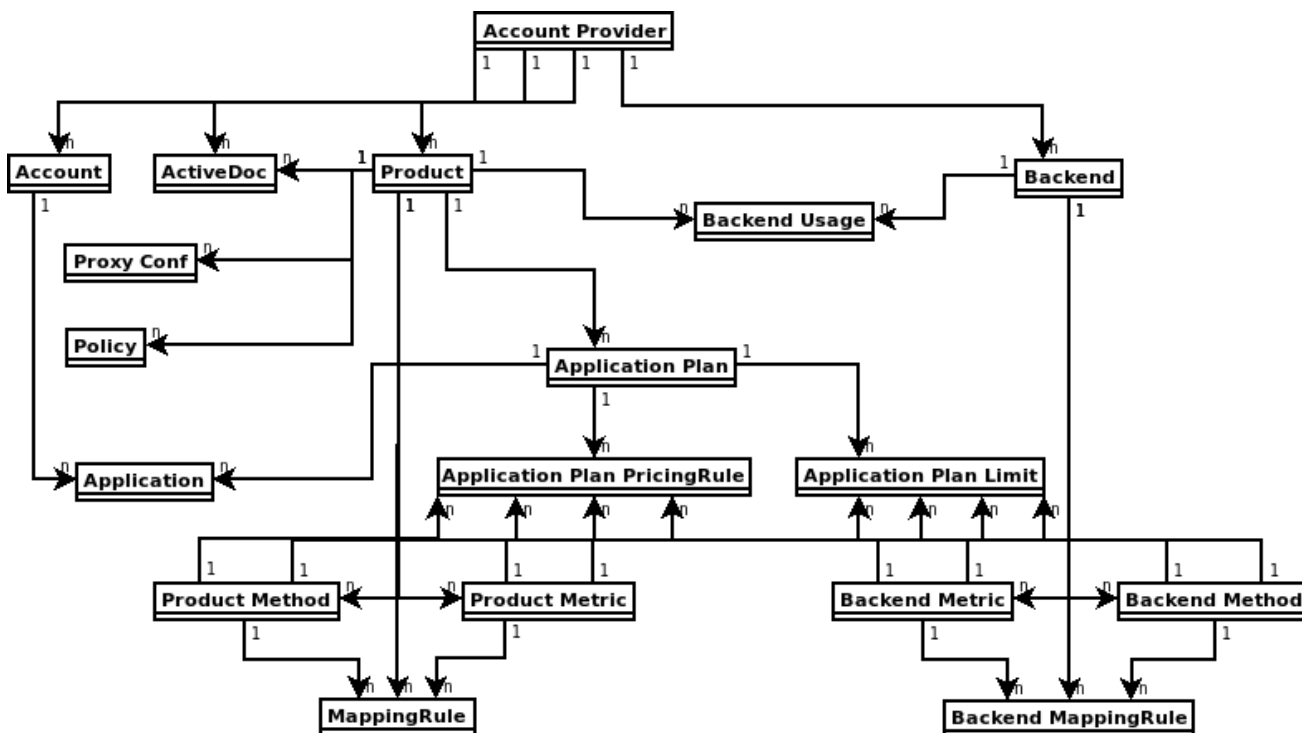 Account Provider
1 1 1 1
n n n n
Account ActiveDoc n 1 Product 1 1 Backend
1 1 1 n Backend Usage n 1
Proxy Conf n
Policy n
n
1 Application Plan 1
1
n n
n Application n Application Plan PricingRule Application Plan Limit
n n n n n n n n
1 1 1 1 1 1 1 1
Product Method n n Product Metric Backend Metric n n Backend Method
1 1 1 1
n n n n n n
MappingRule Backend MappingRule